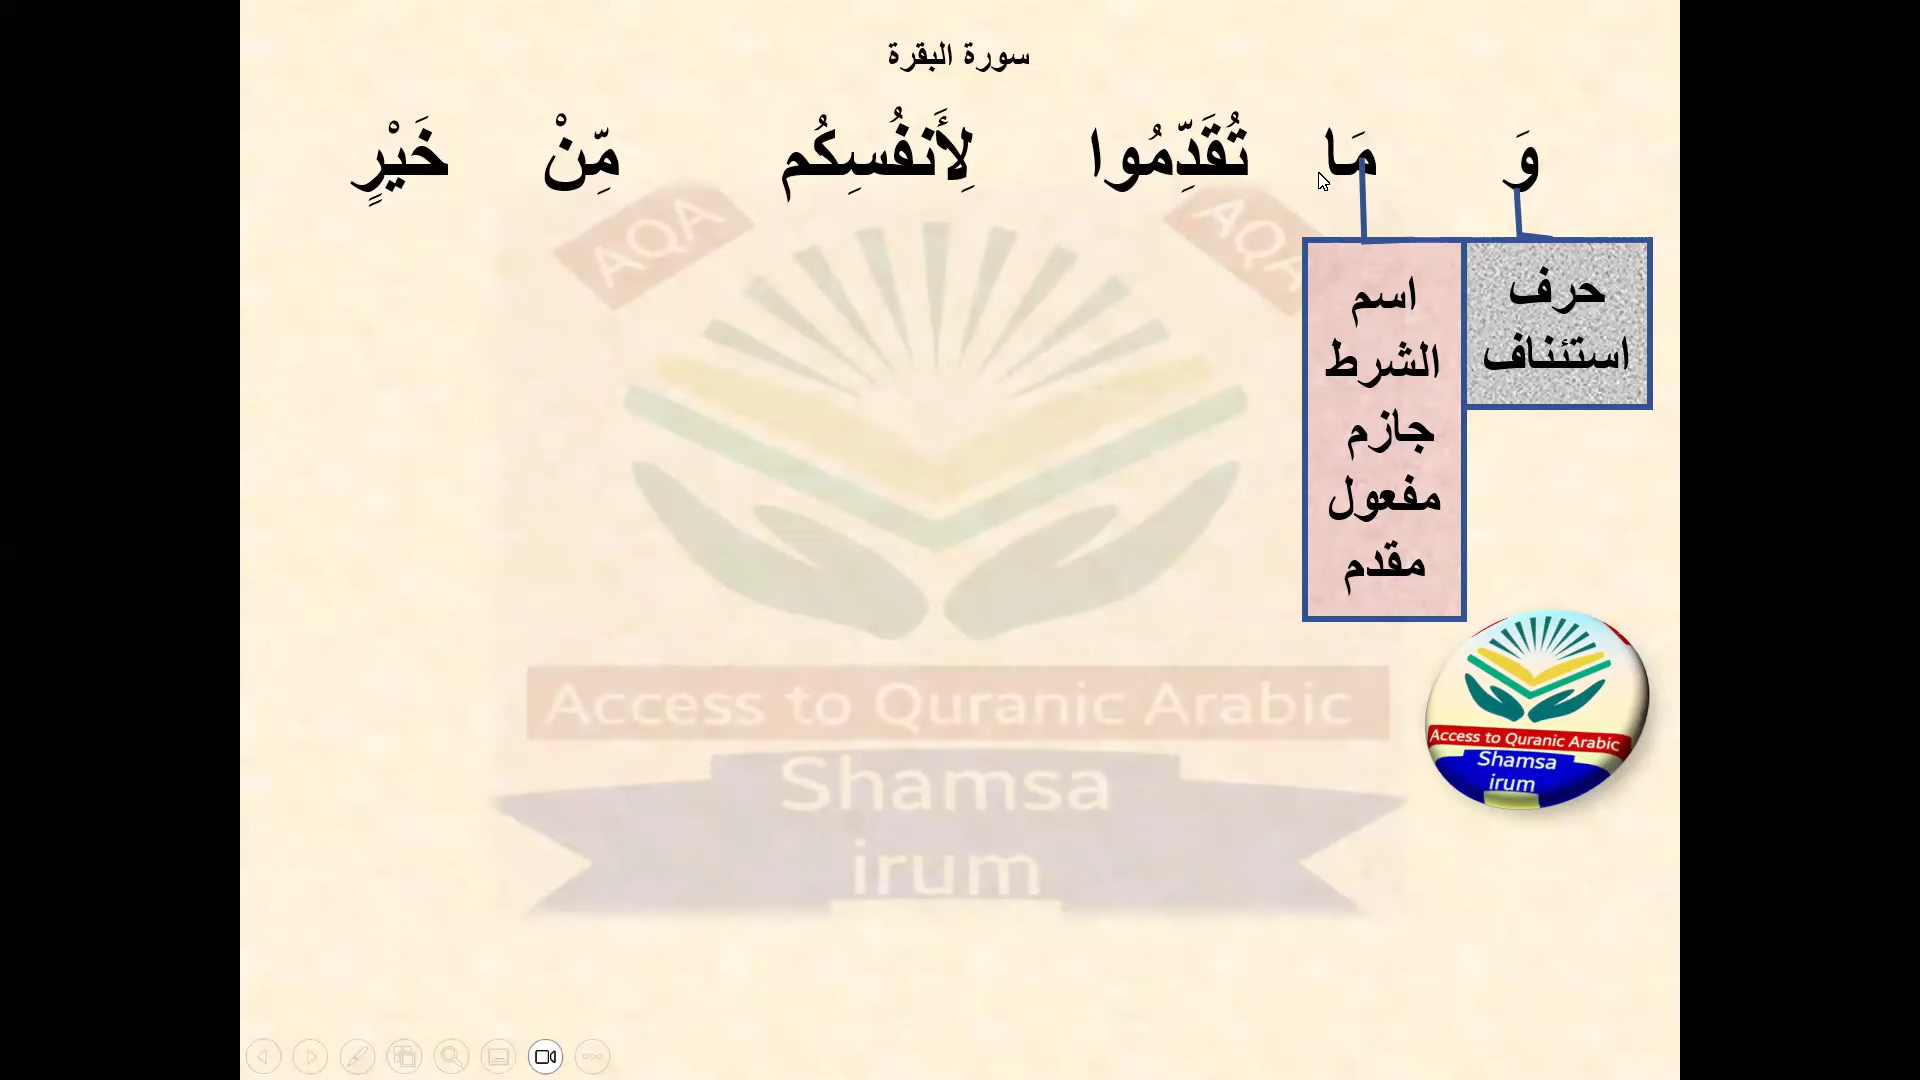 سورة البقرة
وَ مَا تُقَدِّمُوا لِأَنفُسِكُم مِّنْ خَيْرٍ
حرف
استئناف
اسم
الشرط
جازم
مفعول
مقدم
AQA
AQA
Access to Quranic Arabic
Shamsa
irum
Access to Quranic Arabic
Shamsa
irum